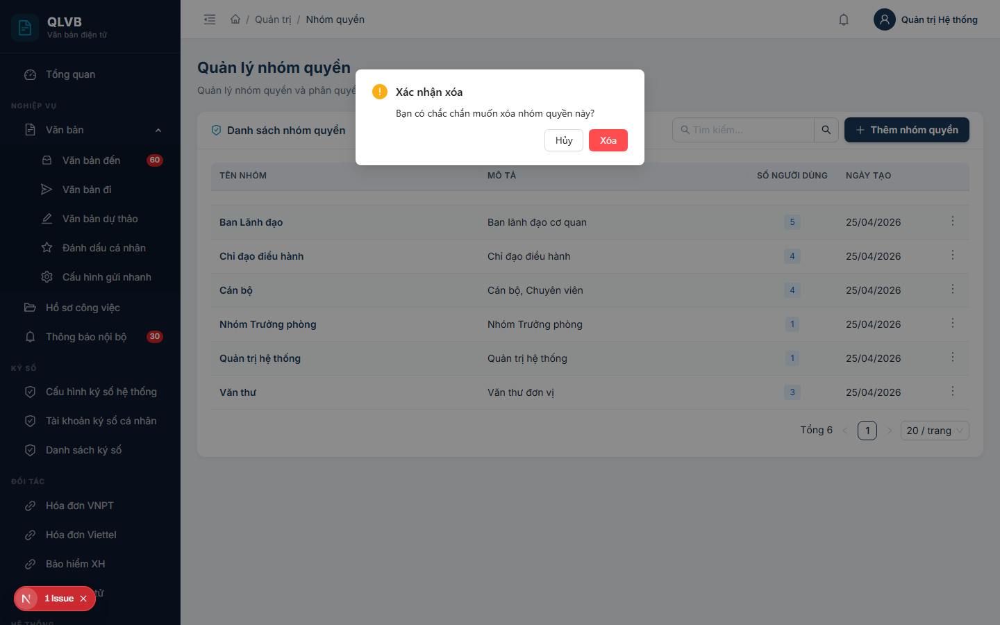 QLVB
Văn bản điện tử
Tổng quan
NGHIỆP VỤ
Văn bản
Văn bản đến 60
Văn bản đi
Văn bản dự thảo
Đánh dấu cá nhân
Cấu hình gửi nhanh
Hồ sơ công việc
Thông báo nội bộ 30
KÝ SỐ
Cấu hình ký số hệ thống
Tài khoản ký số cá nhân
Danh sách ký số
ĐỐI TÁC
Hóa đơn VNPT
Hóa đơn Viettel
Bảo hiểm XH
tử
N 1 Issue
HỆ THỐNG
/ Quản trị / Nhóm quyền
Quản trị Hệ thống
Quản lý nhóm quyền
Quản lý nhóm quyền và phân
Xác nhận xóa
Bạn có chắc chắn muốn xóa nhóm quyền này?
Hủy Xóa
Danh sách nhóm quyền
Tìm kiếm...
Thêm nhóm quyền
TÊN NHÓM MÔ TẢ SỐ NGƯỜI DÙNG NGÀY TẠO
Ban Lãnh đạo Ban lãnh đạo cơ quan 5 25/04/2026
Chỉ đạo điều hành Chỉ đạo điều hành 4 25/04/2026
Cán bộ Cán bộ, Chuyên viên 4 25/04/2026
Nhóm Trưởng phòng Nhóm Trưởng phòng 1 25/04/2026
Quản trị hệ thống Quản trị hệ thống 1 25/04/2026
Văn thư Văn thư đơn vị 3 25/04/2026
Tổng 6 1 20 / trang